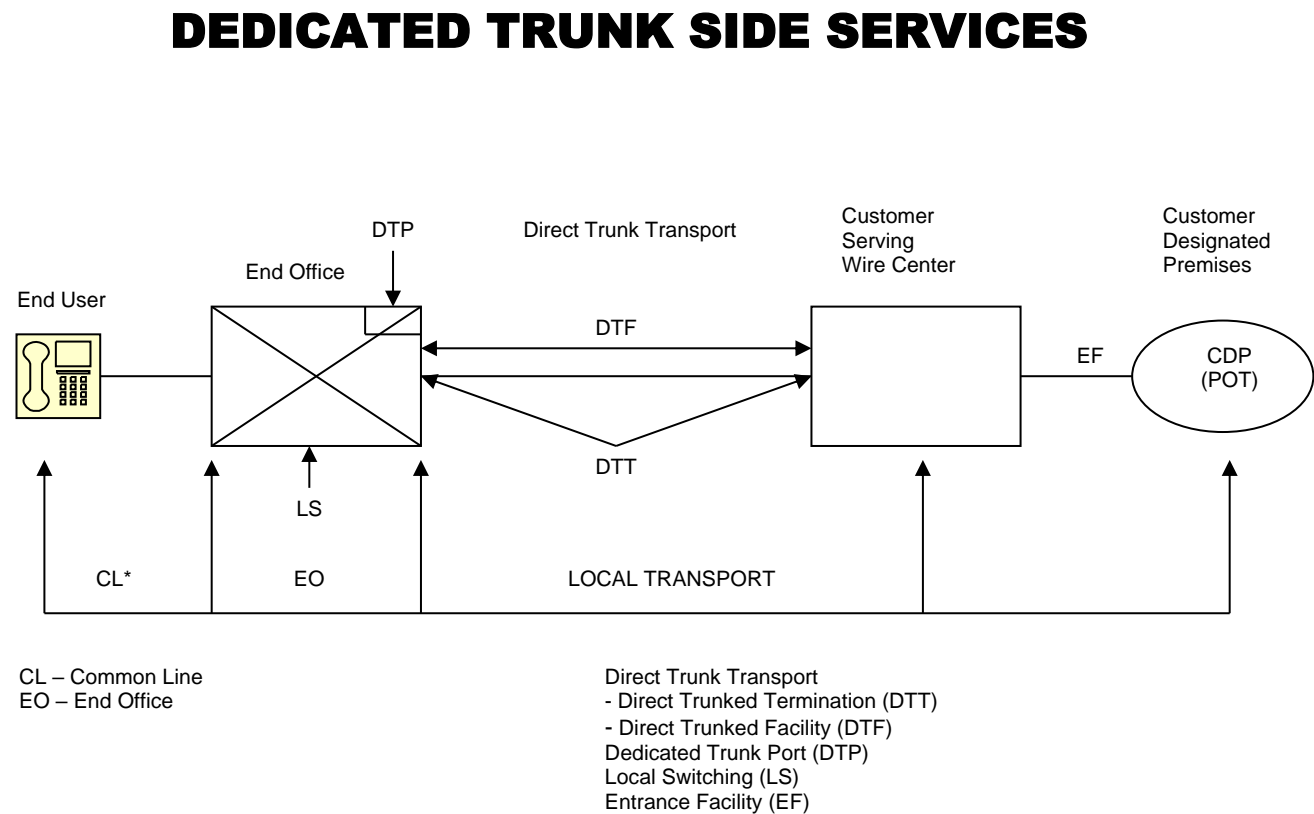 DEDICATED TRUNK SIDE SERVICES
DTP
Direct Trunk Transport
Customer
Serving
Wire Center
Customer
Designated
Premises
End Office
End User
DTF
EF
CDP
(POT)
DTT
LS
CL*
EO
LOCAL TRANSPORT
CL – Common Line
EO – End Office
Direct Trunk Transport
- Direct Trunked Termination (DTT)
- Direct Trunked Facility (DTF)
Dedicated Trunk Port (DTP)
Local Switching (LS)
Entrance Facility (EF)